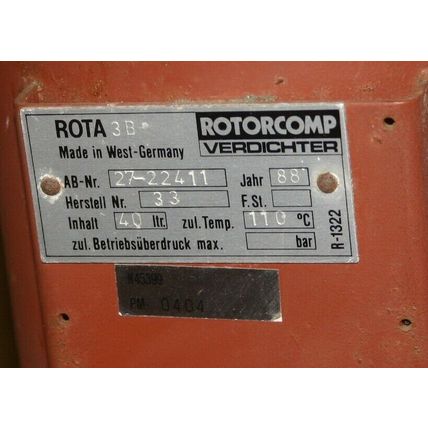 ROTA 3B
ROTORCOMP
VERDICHTER
Made in West-Germany
AB-Nr. 27-22411 Jahr 88
Herstell Nr. 33 F.St.
Inhalt 40 ltr. zul. Temp. 110 °C
zul. Betriebsüberdruck max. bar
R-1322
N45399
PM 0404